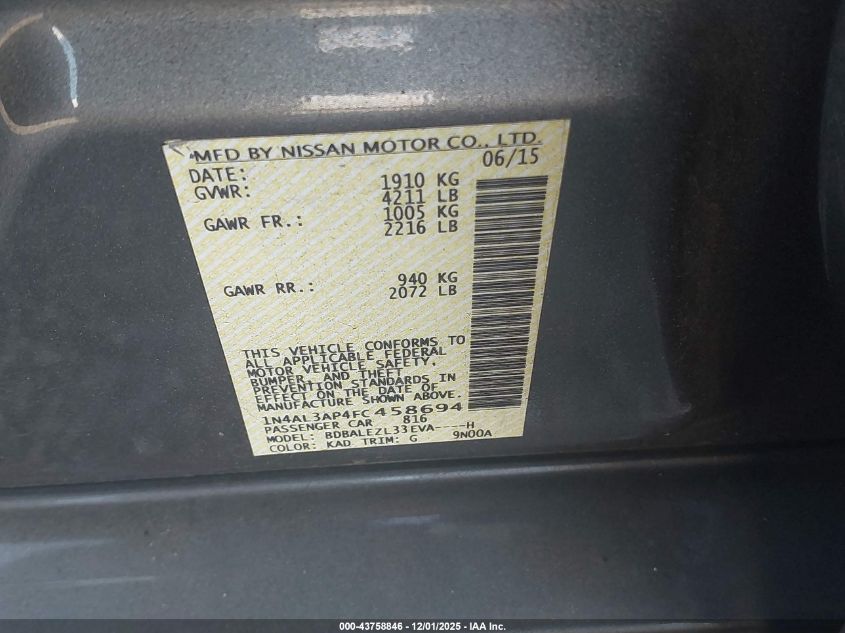 MFD BY NISSAN MOTOR CO., LTD.
DATE: 06/15
GVWR: 1910 KG
4211 LB
GAWR FR.: 1005 KG
2216 LB
GAWR RR.: 940 KG
2072 LB
THIS VEHICLE CONFORMS TO
ALL APPLICABLE FEDERAL
MOTOR VEHICLE SAFETY,
BUMPER, AND THEFT
PREVENTION STANDARDS IN
EFFECT ON THE DATE OF
MANUFACTURE SHOWN ABOVE.
1N4AL3AP4FC458694
PASSENGER CAR 816
MODEL: BDBALEZL33EVA----H
COLOR: KAD TRIM: G 9N00A
000-43758846 - 12/01/2025 - IAA Inc.